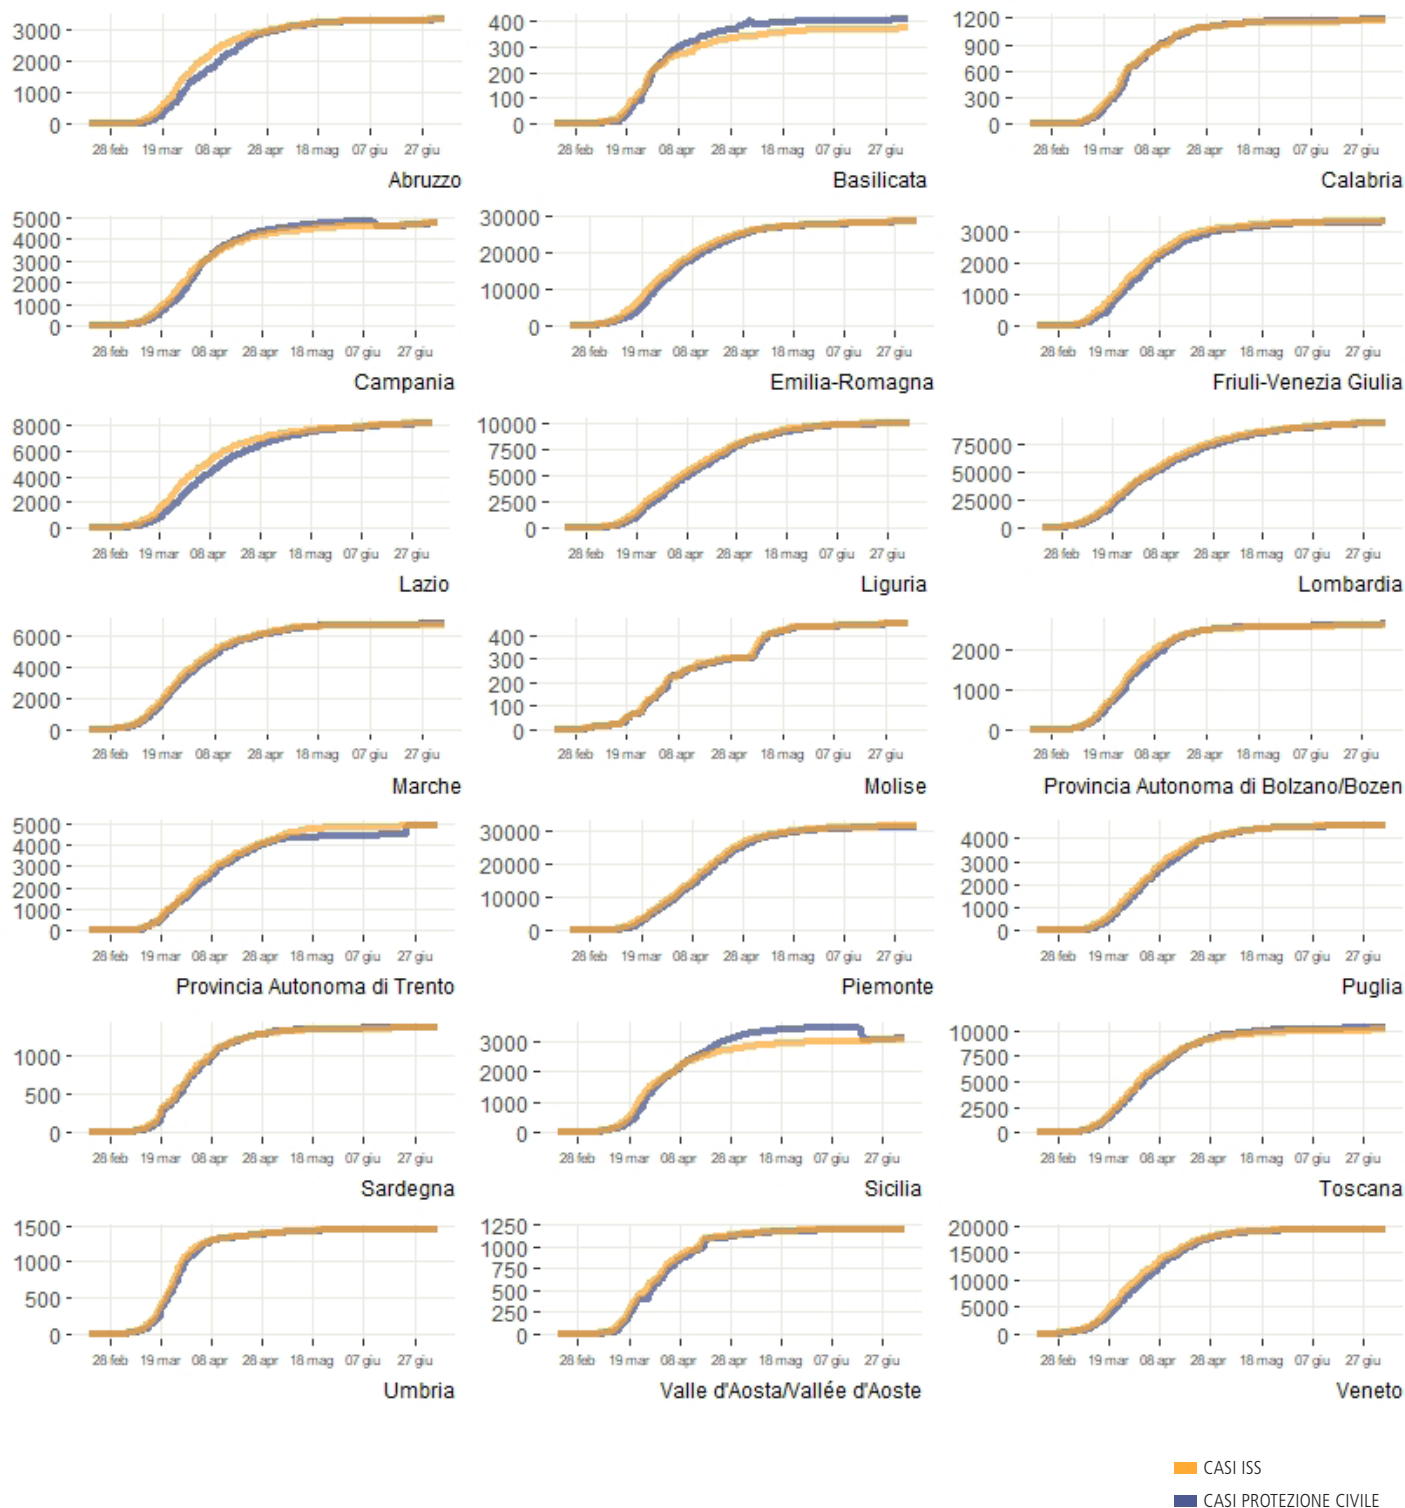 3000
2000
1000
0
28 feb 19 mar 08 apr 28 apr 18 mag 07 giu 27 giu
Abruzzo
400
300
200
100
0
28 feb 19 mar 08 apr 28 apr 18 mag 07 giu 27 giu
Basilicata
1200
900
600
300
0
28 feb 19 mar 08 apr 28 apr 18 mag 07 giu 27 giu
Calabria
5000
4000
3000
2000
1000
0
28 feb 19 mar 08 apr 28 apr 18 mag 07 giu 27 giu
Campania
30000
20000
10000
0
28 feb 19 mar 08 apr 28 apr 18 mag 07 giu 27 giu
Emilia-Romagna
3000
2000
1000
0
28 feb 19 mar 08 apr 28 apr 18 mag 07 giu 27 giu
Friuli-Venezia Giulia
8000
6000
4000
2000
0
28 feb 19 mar 08 apr 28 apr 18 mag 07 giu 27 giu
Lazio
10000
7500
5000
2500
0
28 feb 19 mar 08 apr 28 apr 18 mag 07 giu 27 giu
Liguria
75000
50000
25000
0
28 feb 19 mar 08 apr 28 apr 18 mag 07 giu 27 giu
Lombardia
6000
4000
2000
0
28 feb 19 mar 08 apr 28 apr 18 mag 07 giu 27 giu
Marche
400
300
200
100
0
28 feb 19 mar 08 apr 28 apr 18 mag 07 giu 27 giu
Molise
2000
1000
0
28 feb 19 mar 08 apr 28 apr 18 mag 07 giu 27 giu
Provincia Autonoma di Bolzano/Bozen
5000
4000
3000
2000
1000
0
28 feb 19 mar 08 apr 28 apr 18 mag 07 giu 27 giu
Provincia Autonoma di Trento
30000
20000
10000
0
28 feb 19 mar 08 apr 28 apr 18 mag 07 giu 27 giu
Piemonte
4000
3000
2000
1000
0
28 feb 19 mar 08 apr 28 apr 18 mag 07 giu 27 giu
Puglia
1000
500
0
28 feb 19 mar 08 apr 28 apr 18 mag 07 giu 27 giu
Sardegna
3000
2000
1000
0
28 feb 19 mar 08 apr 28 apr 18 mag 07 giu 27 giu
Sicilia
10000
7500
5000
2500
0
28 feb 19 mar 08 apr 28 apr 18 mag 07 giu 27 giu
Toscana
1500
1000
500
0
28 feb 19 mar 08 apr 28 apr 18 mag 07 giu 27 giu
Umbria
1250
1000
750
500
250
0
28 feb 19 mar 08 apr 28 apr 18 mag 07 giu 27 giu
Valle d'Aosta/Vallée d'Aoste
20000
15000
10000
5000
0
28 feb 19 mar 08 apr 28 apr 18 mag 07 giu 27 giu
Veneto
CASI ISS
CASI PROTEZIONE CIVILE